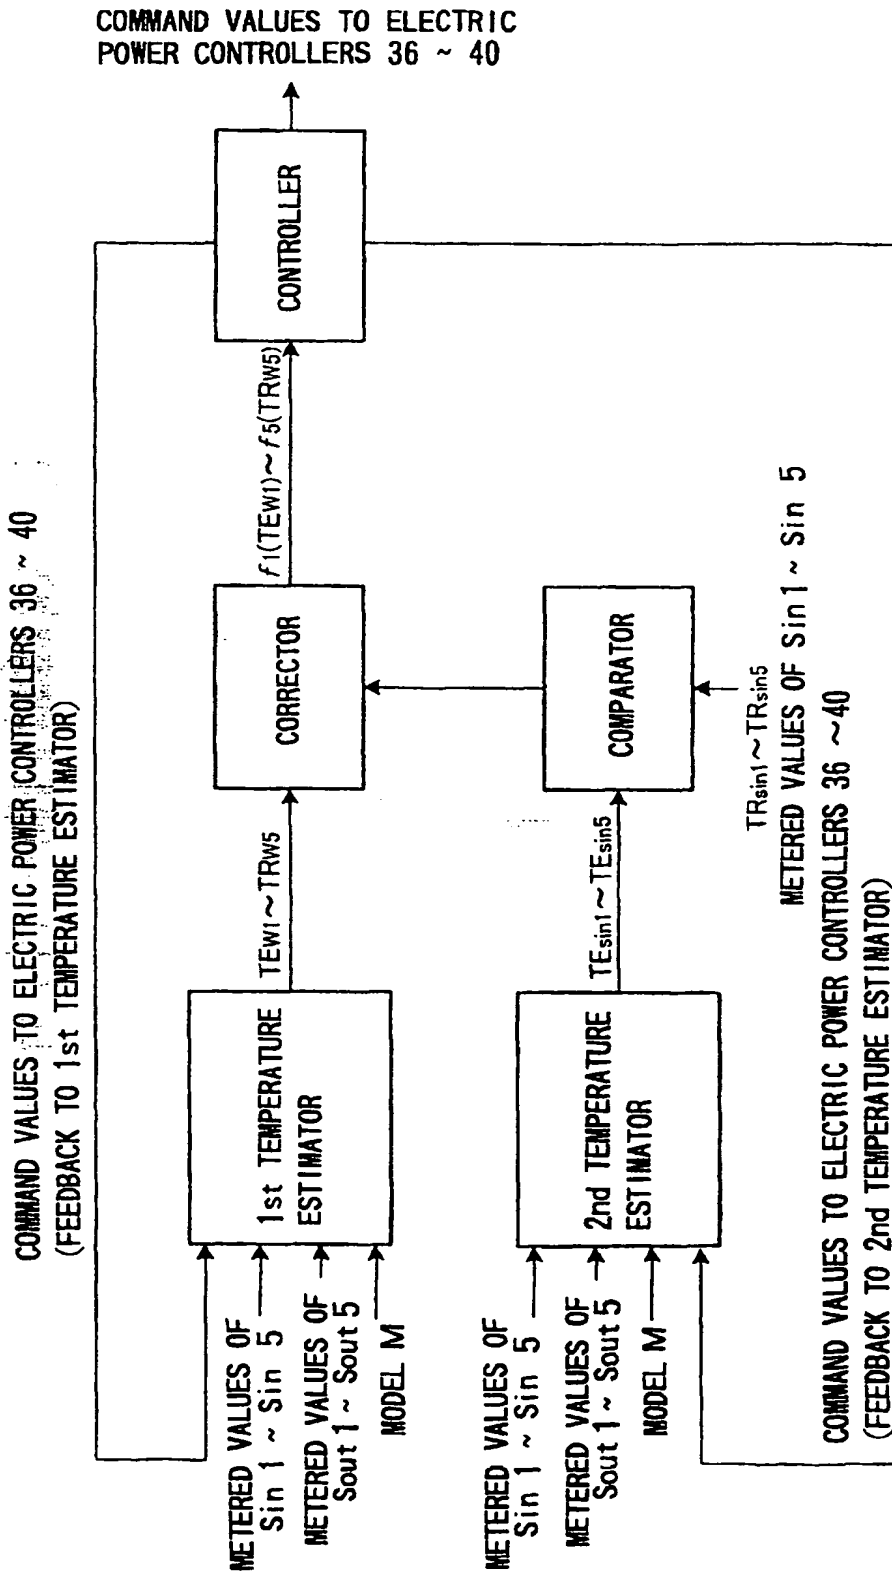 COMMAND VALUES TO ELECTRIC
POWER CONTROLLERS 36 ~ 40
COMMAND VALUES TO ELECTRIC POWER CONTROLLERS 36 ~ 40
(FEEDBACK TO 1st TEMPERATURE ESTIMATOR)
METERED VALUES OF
Sin 1 ~ Sin 5
METERED VALUES OF
Sout 1 ~ Sout 5
MODEL M
1st TEMPERATURE
ESTIMATOR
TEW1~TRW5
CORRECTOR
f1(TEW1)~f5(TRW5)
CONTROLLER
METERED VALUES OF
Sin 1 ~ Sin 5
METERED VALUES OF
Sout 1 ~ Sout 5
MODEL M
2nd TEMPERATURE
ESTIMATOR
TEsin1~TEsin5
COMPARATOR
TRsin1~TRsin5
METERED VALUES OF Sin1 ~ Sin 5
COMMAND VALUES TO ELECTRIC POWER CONTROLLERS 36 ~40
(FEEDBACK TO 2nd TEMPERATURE ESTIMATOR)